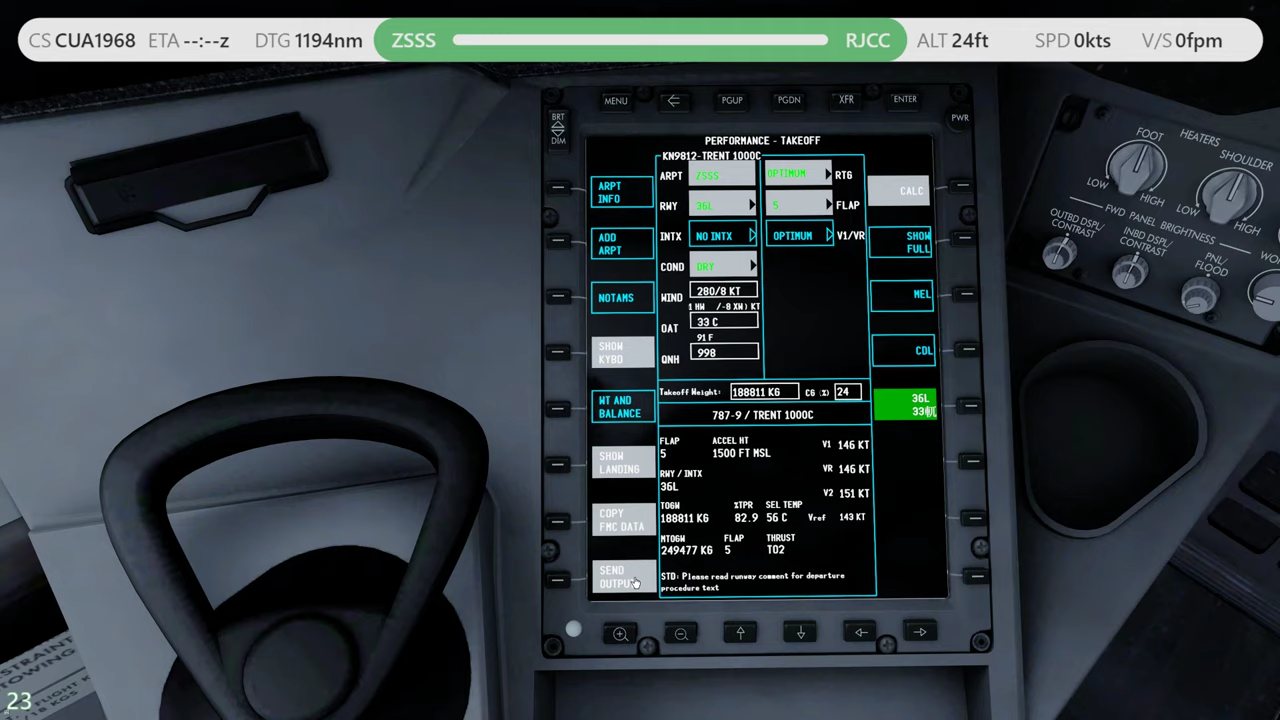 CS CUA1968 ETA --:--z DTG 1194nm ZSSS RJCC ALT 24ft SPD 0kts V/S 0fpm
MENU PGUP PGDN XFR ENTER
BRT
DIM
PWR
PERFORMANCE - TAKEOFF
KN9812-TRENT 1000C
ARPT
INFO
ADD
ARPT
NOTAMS
SHOW
KYBD
WT AND
BALANCE
SHOW
LANDING
COPY
FMC DATA
SEND
OUTPUT
ARPT ZSSS OPTIMUM RTG
RWY 36L 5 FLAP
INTX NO INTX OPTIMUM V1/VR
COND DRY
WIND 280/8 KT
1 HW /-8 XW) KT
OAT 33 C
91 F
QNH 998
Takeoff Weight: 188811 KG CG (%) 24
787-9 / TRENT 1000C
FLAP ACCEL HT V1 146 KT
5 1500 FT MSL
VR 146 KT
RWY / INTX
36L
V2 151 KT
TOGW %TPR SEL TEMP
188811 KG 82.9 56 C Vref 143 KT
MTOGW FLAP THRUST
249477 KG 5 TO2
STD: Please read runway comment for departure
procedure text
CALC
SHOW
FULL
MEL
CDL
36L
HEATERS
FOOT SHOULDER
LOW HIGH LOW HIGH
FWD PANEL BRIGHTNESS
OUTBD DSPL/
CONTRAST
INBD DSPL/
CONTRAST
PNL/
FLOOD
23